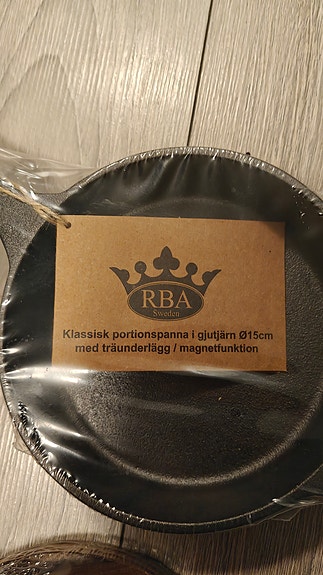 RBA
Sweden
Klassisk portionspanna i gjutjärn Ø15cm
med träunderlägg / magnetfunktion